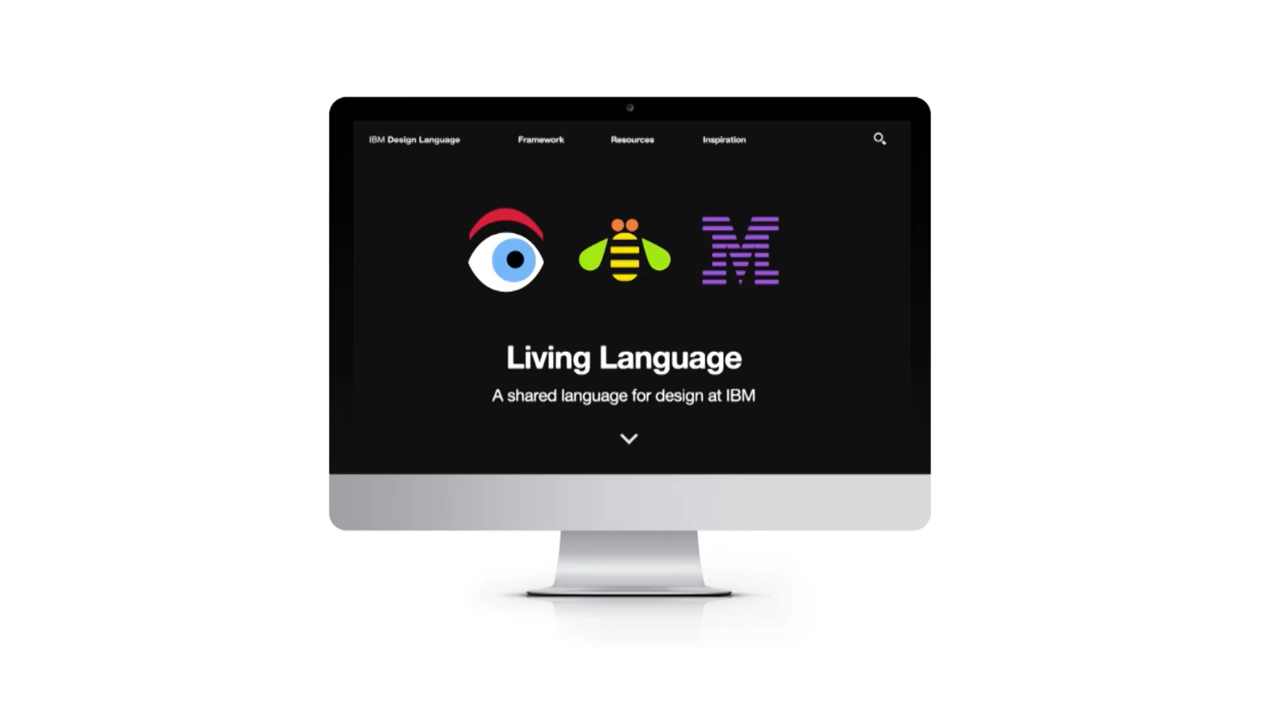 IBM Design Language Framework Resources Inspiration
M
Living Language
A shared language for design at IBM